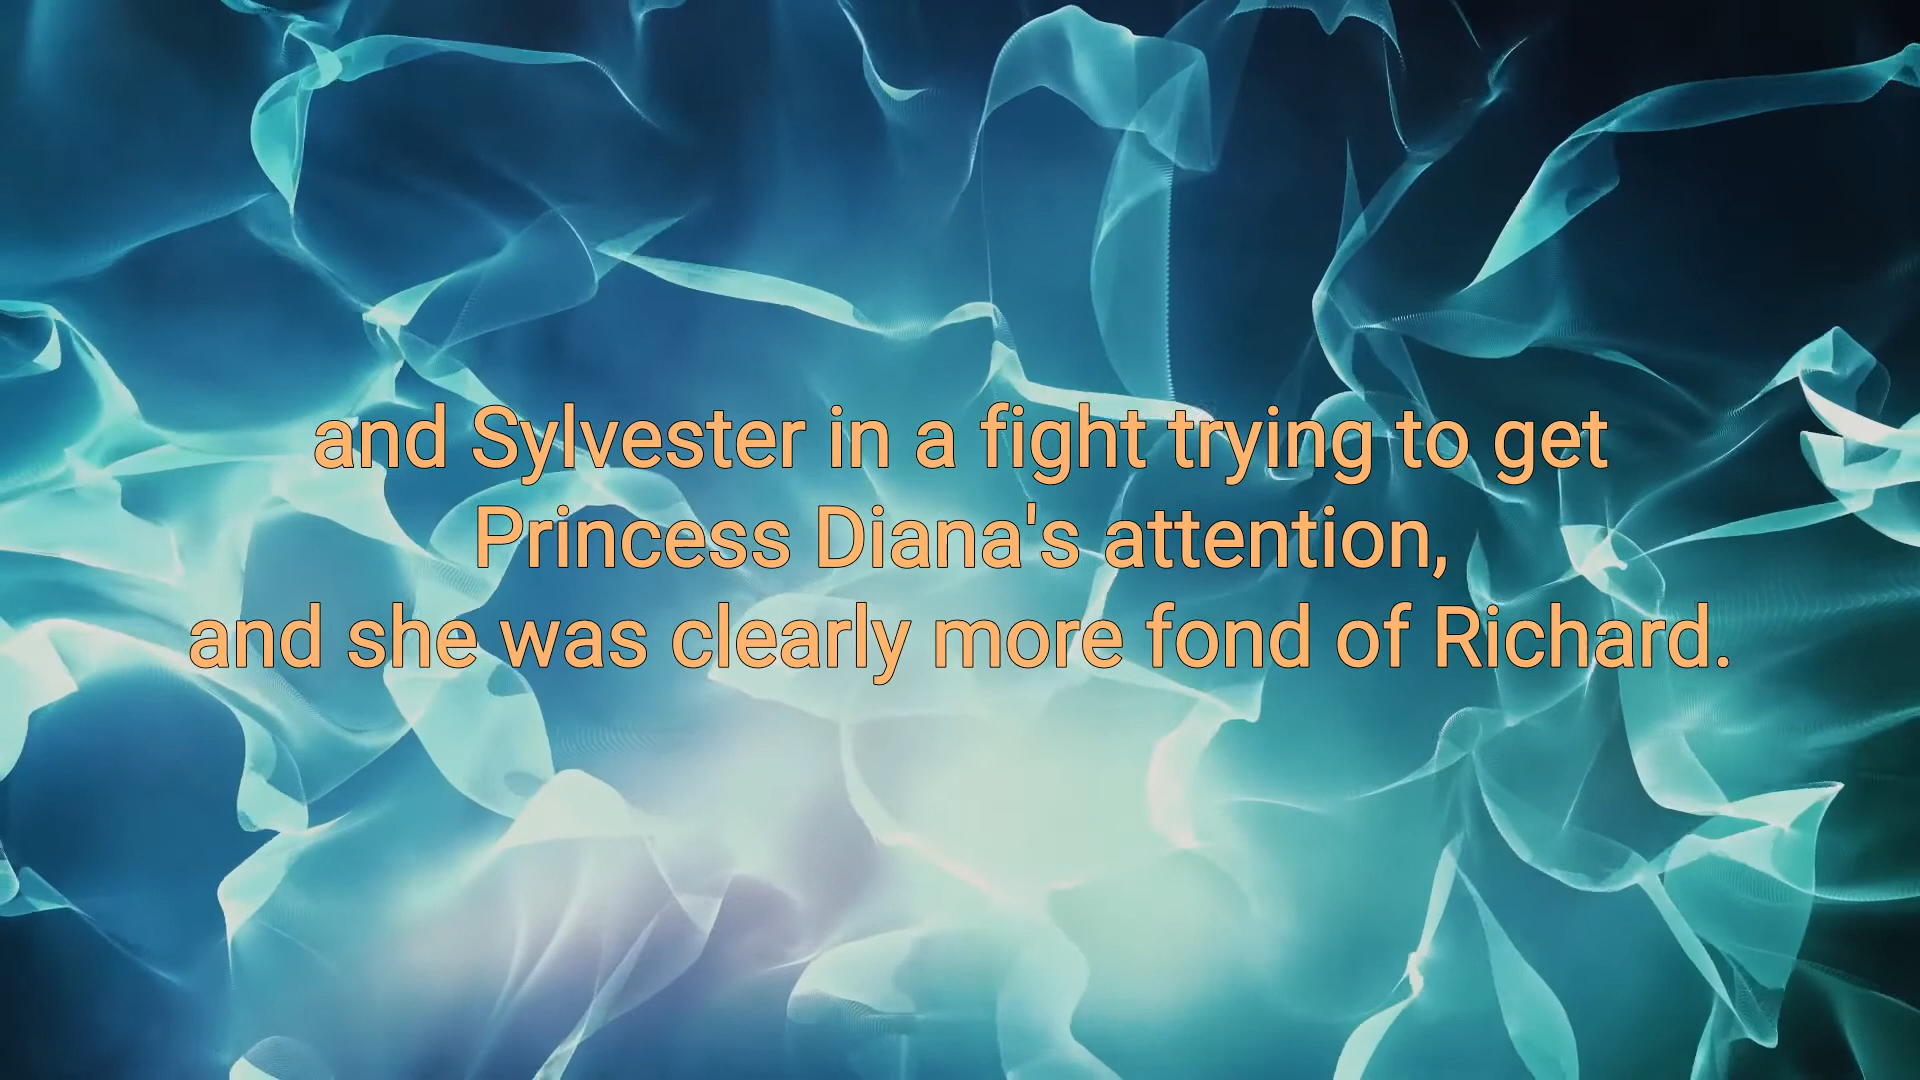 and Sylvester in a fight trying to get
Princess Diana's attention,
and she was clearly more fond of Richard.